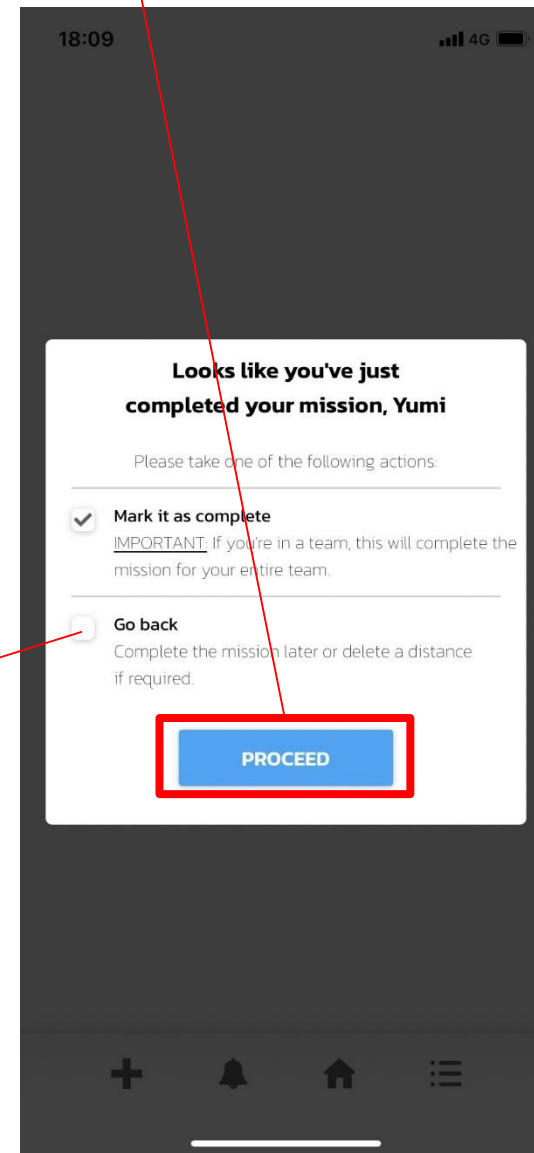 18:09 4G
Looks like you've just
completed your mission, Yumi
Please take one of the following actions:
Mark it as complete
IMPORTANT: If you're in a team, this will complete the
mission for your entire team.
Go back
Complete the mission later or delete a distance
if required.
PROCEED